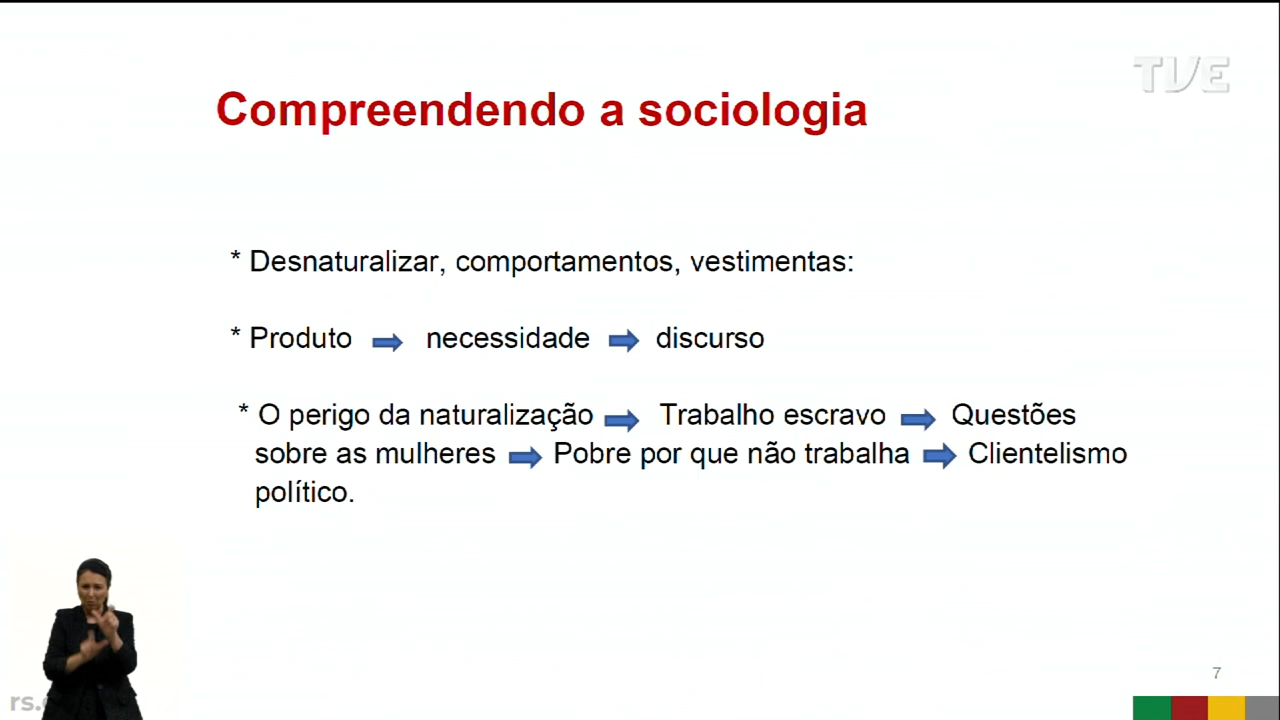 TVE
Compreendendo a sociologia
* Desnaturalizar, comportamentos, vestimentas:
* Produto necessidade discurso
* O perigo da naturalização Trabalho escravo Questões
sobre as mulheres Pobre por que não trabalha Clientelismo
político.
7
rs.